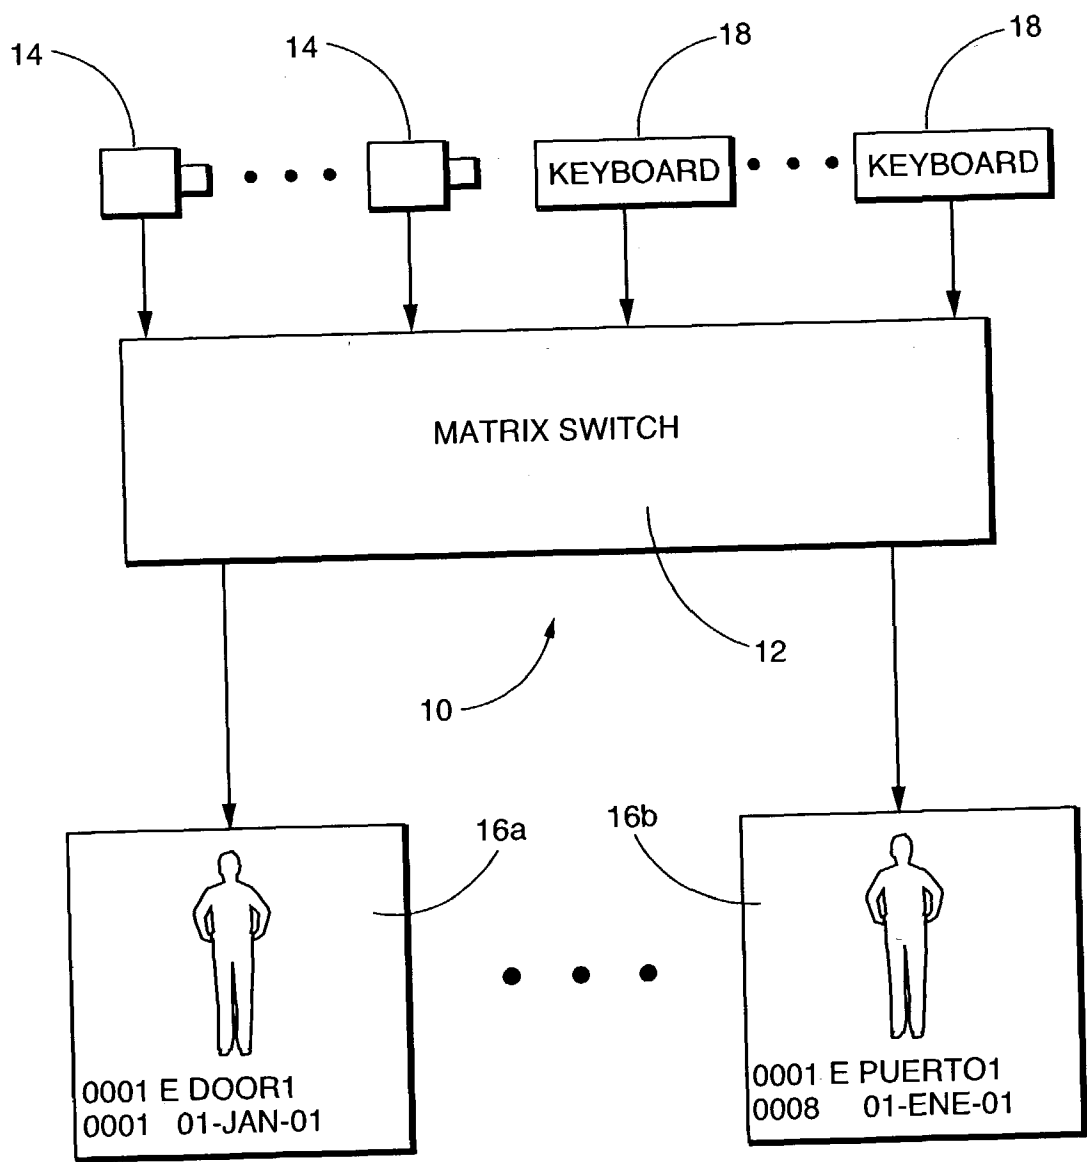 14
14
18
18
KEYBOARD
KEYBOARD
MATRIX SWITCH
12
10
16a
16b
0001 E DOOR1
0001 01-JAN-01
0001 E PUERTO1
0008 01-ENE-01